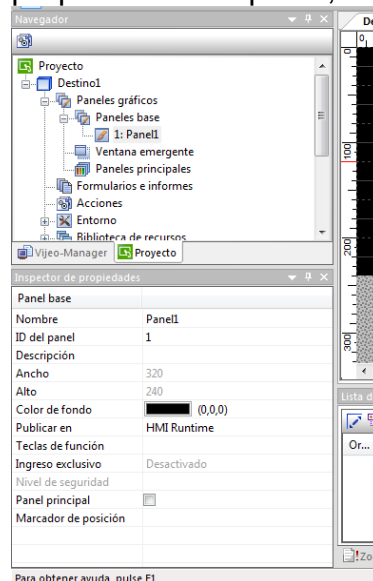 Navegador
Proyecto
Destino1
Paneles gráficos
Paneles base
1: Panel1
Ventana emergente
Paneles principales
Formularios e informes
Acciones
Entorno
Biblioteca de recursos
Vijeo-Manager Proyecto
Inspector de propiedades
Panel base
Nombre Panel1
ID del panel 1
Descripción
Ancho 320
Alto 240
Color de fondo (0,0,0)
Publicar en HMI Runtime
Teclas de función
Ingreso exclusivo Desactivado
Nivel de seguridad
Panel principal
Marcador de posición
Para obtener ayuda, pulse F1
De
0
100
200
300
Lista d
Or...
Zo